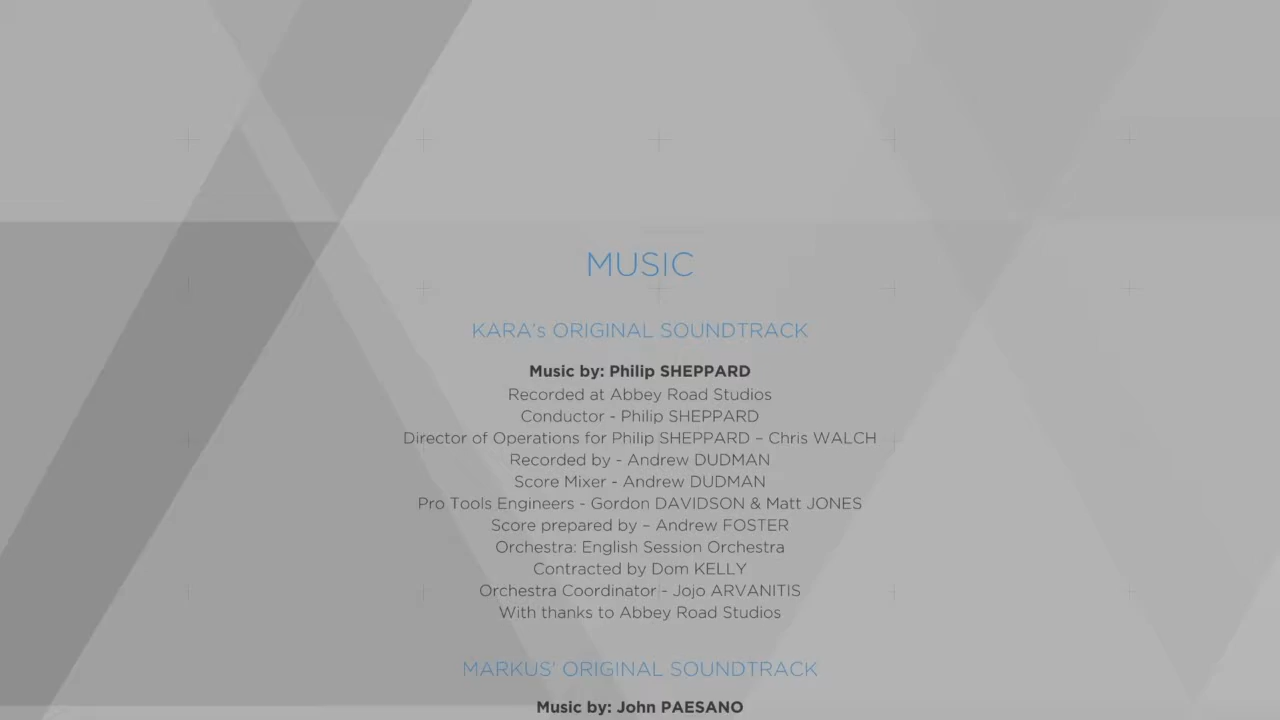 MUSIC
KARA's ORIGINAL SOUNDTRACK
Music by: Philip SHEPPARD
Recorded at Abbey Road Studios
Conductor - Philip SHEPPARD
Director of Operations for Philip SHEPPARD – Chris WALCH
Recorded by - Andrew DUDMAN
Score Mixer - Andrew DUDMAN
Pro Tools Engineers - Gordon DAVIDSON & Matt JONES
Score prepared by – Andrew FOSTER
Orchestra: English Session Orchestra
Contracted by Dom KELLY
Orchestra Coordinator - Jojo ARVANITIS
With thanks to Abbey Road Studios
MARKUS' ORIGINAL SOUNDTRACK
Music by: John PAESANO